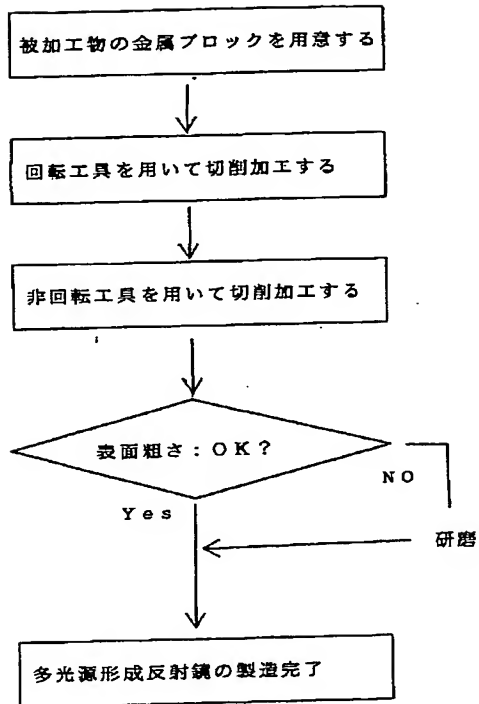 被加工物の金属ブロックを用意する
回転工具を用いて切削加工する
非回転工具を用いて切削加工する
表面粗さ:OK?
NO
Yes
研磨
多光源形成反射鏡の製造完了